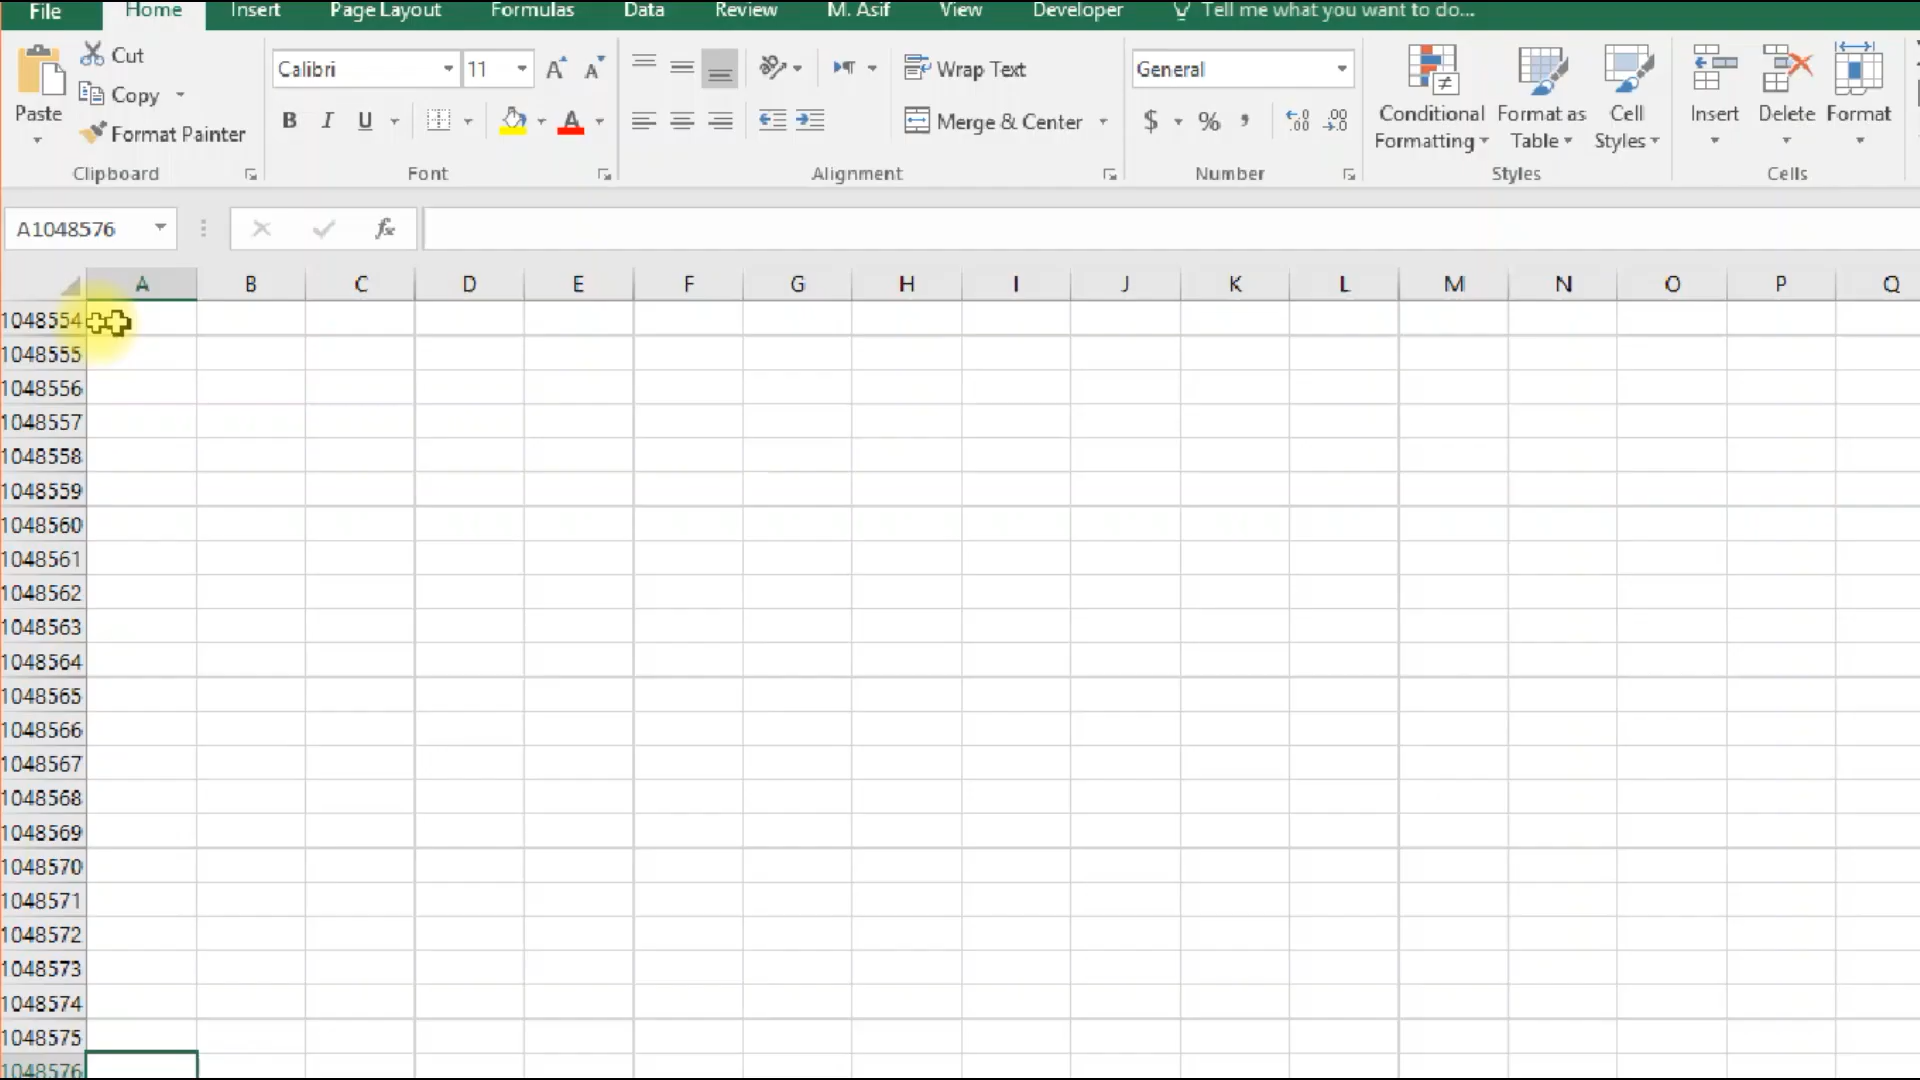 File Home Insert Page Layout Formulas Data Review M. Asif View Developer Tell me what you want to do...
Paste
Cut
Copy
Format Painter
Clipboard
Calibri 11
B I U
Font
Wrap Text
Merge & Center
Alignment
General
$ % ,
Number
Conditional Formatting
Format as Table
Cell Styles
Styles
Insert Delete Format
Cells
A1048576 fx
A B C D E F G H I J K L M N O P Q
1048554
1048555
1048556
1048557
1048558
1048559
1048560
1048561
1048562
1048563
1048564
1048565
1048566
1048567
1048568
1048569
1048570
1048571
1048572
1048573
1048574
1048575
1048576